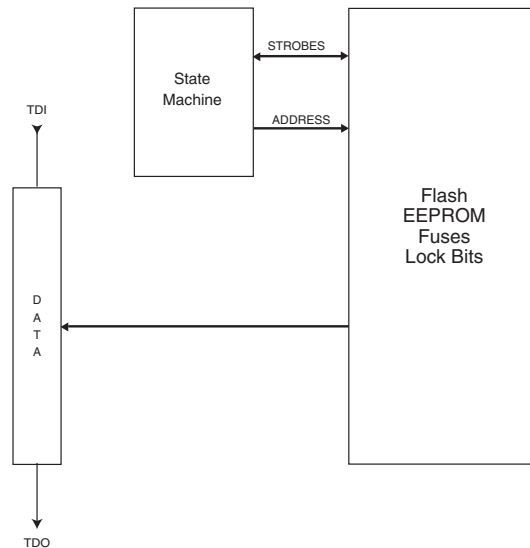 STROBES
State
Machine
TDI
ADDRESS
Flash
EEPROM
Fuses
Lock Bits
D
A
T
A
TDO